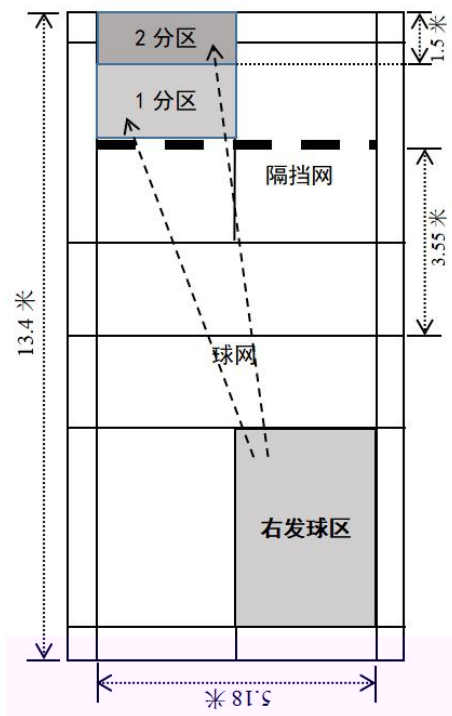 2 分区
1.5 米
1 分区
隔挡网
3.55 米
13.4 米
球网
右发球区
5.18 米